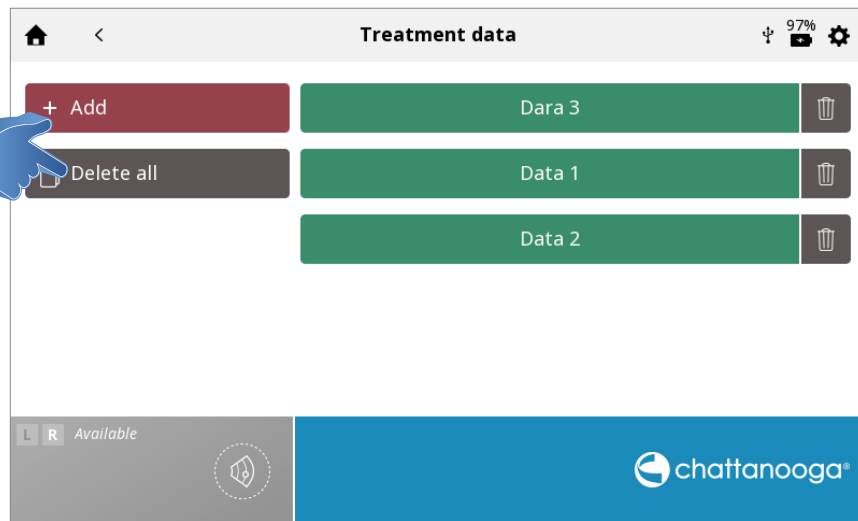 Treatment data
97%
+ Add
Delete all
Dara 3
Data 1
Data 2
L R Available
chattanooga®